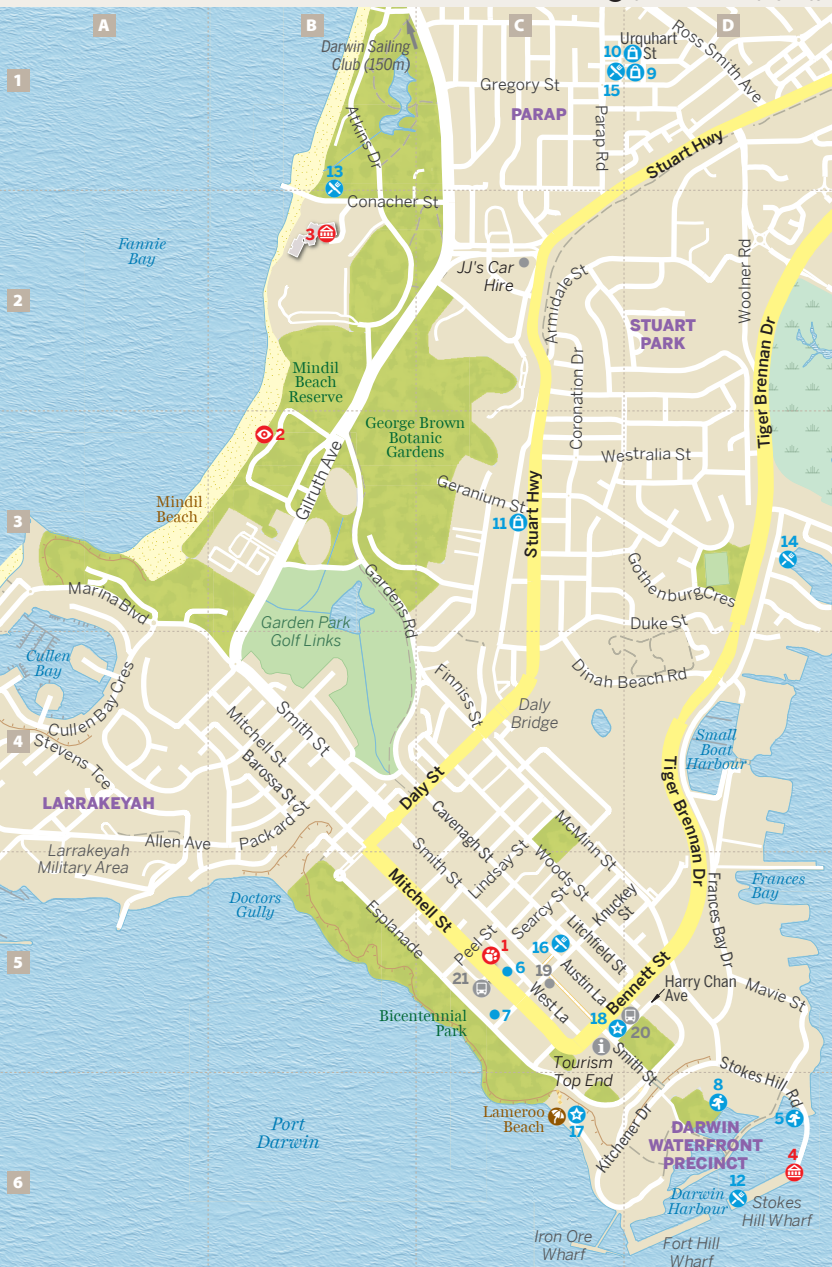 A
B
C
D
1
2
3
4
5
6
Darwin Sailing
Club (150m)
Urquhart
St
10
9
15
Ross Smith Ave
Gregory St
PARAP
Parap Rd
Stuart Hwy
Atkins Dr
13
Conacher St
3
Fannie
Bay
JJ's Car
Hire
Armidale St
Woolner Rd
STUART
PARK
Tiger Brennan Dr
Coronation Dr
Mindil
Beach
Reserve
George Brown
Botanic
Gardens
2
Gilruth Ave
Westralia St
Geranium St
Stuart Hwy
11
Mindil
Beach
14
Gothenburg Cres
Marina Blvd
Gardens Rd
Garden Park
Golf Links
Duke St
Dinah Beach Rd
Cullen
Bay
Cullen Bay Cres
Finniss St
Daly
Bridge
Small
Boat
Harbour
Smith St
Mitchell St
Barossa St
Stevens Tce
Daly St
Tiger Brennan Dr
LARRAKEYAH
Packard St
Allen Ave
Larrakeyah
Military Area
Cavenagh St
McMinn St
Smith St
Lindsay St
Woods St
Mitchell St
Searcy St
Knuckey
St
Frances
Bay
Frances Bay Dr
Doctors
Gully
Esplanade
Peel St
1
16
Litchfield St
6
19
Austin La
Bennett St
21
West La
Harry Chan
Ave
Mavie St
7
18
20
Bicentennial
Park
Tourism
Top End
Smith St
Stokes Hill Rd
8
5
Lameroo
Beach
17
Kitchener Dr
DARWIN
WATERFRONT
PRECINCT
4
Port
Darwin
12
Darwin
Harbour
Stokes
Hill Wharf
Iron Ore
Wharf
Fort Hill
Wharf